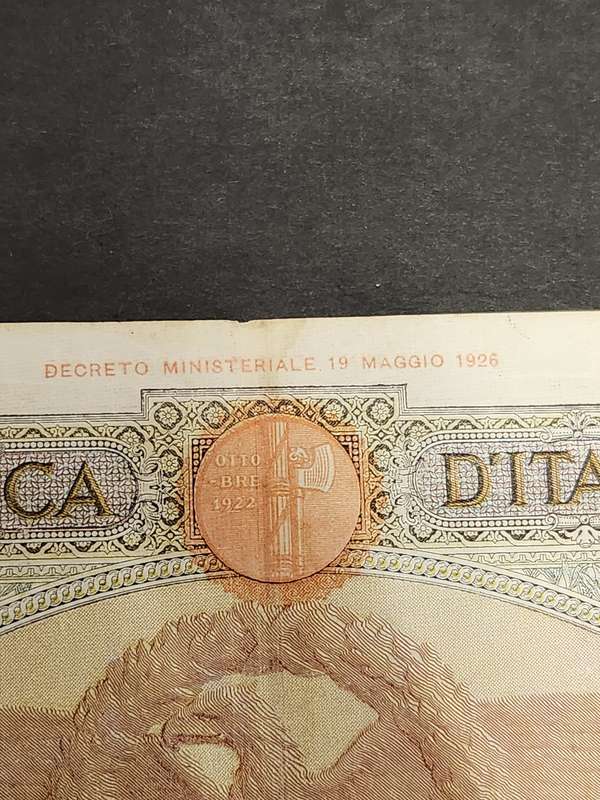 DECRETO MINISTERIALE. 19 MAGGIO 1926
CA D'ITA
OTTO
-BRE
1922